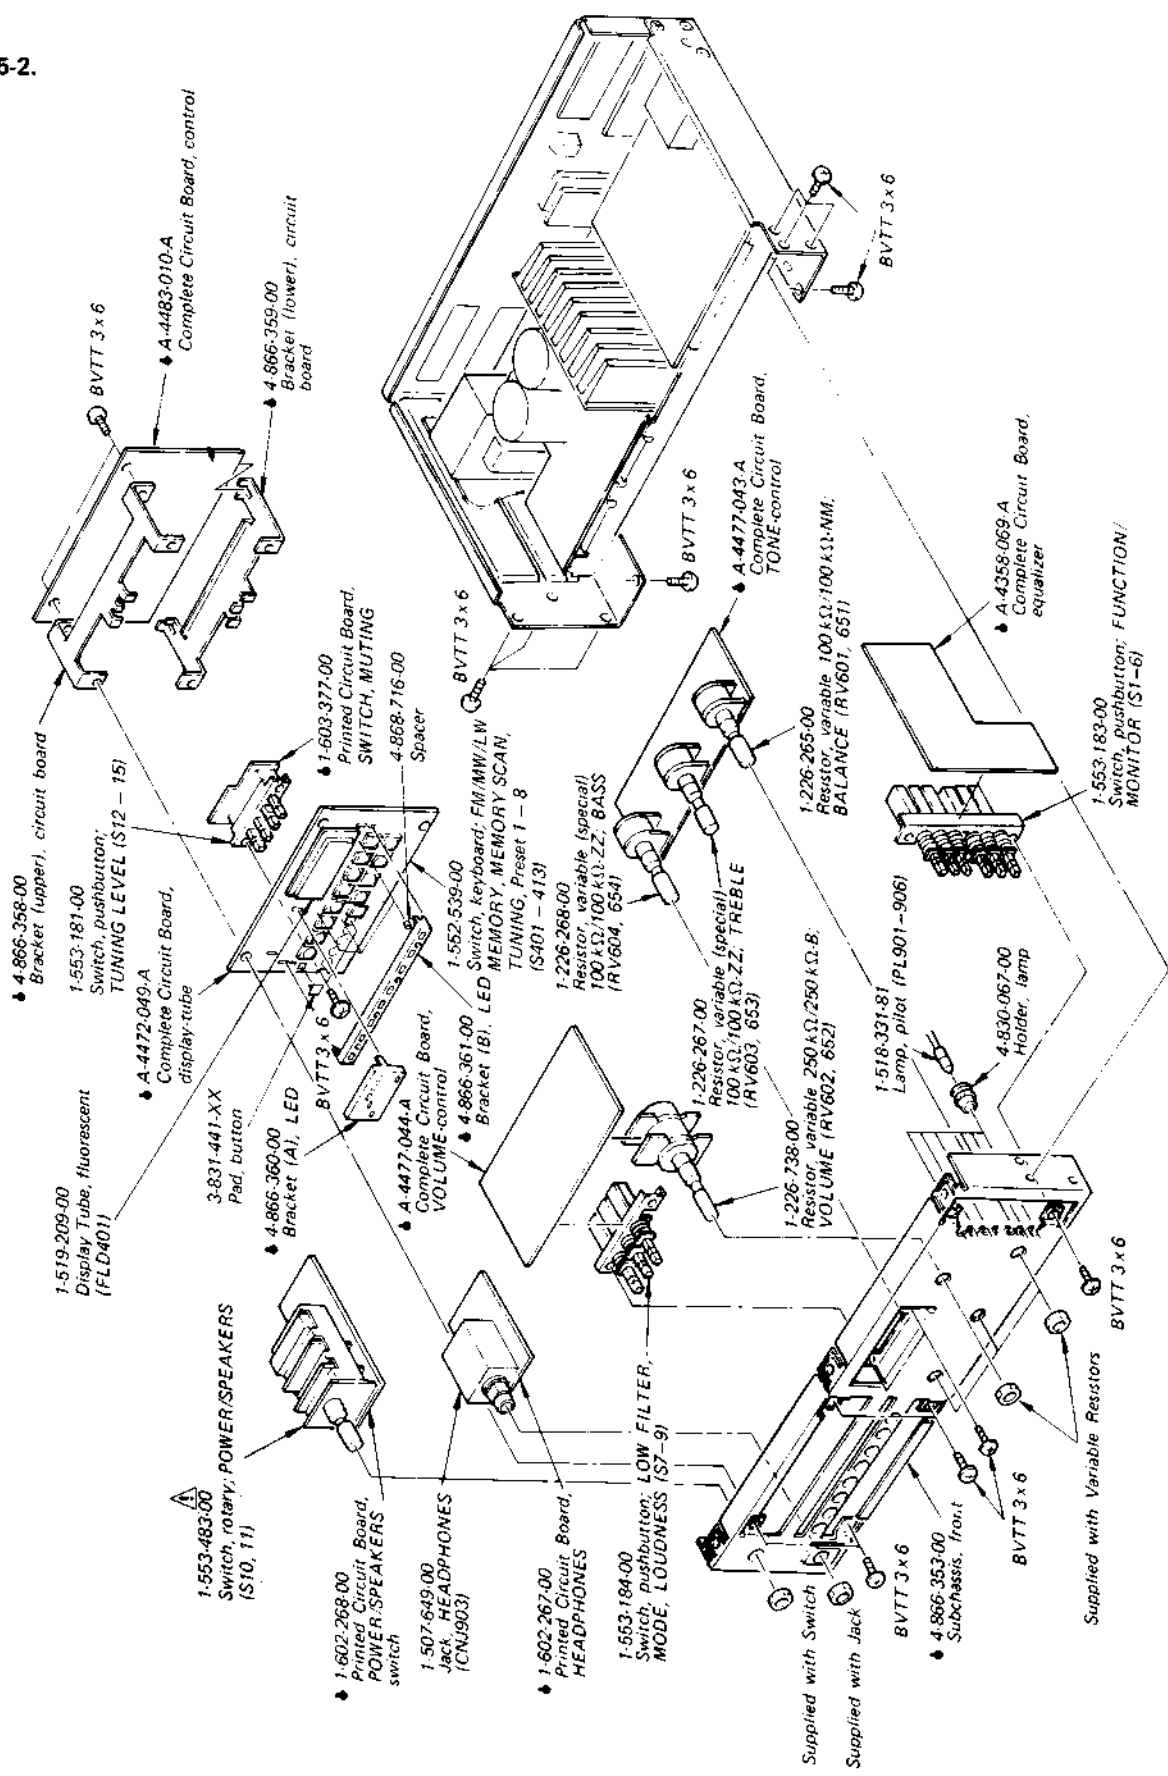 5-2.
4-866-358-00
Bracket (upper), circuit board
1-553-181-00
Switch, pushbutton;
TUNING LEVEL (S12 – 15)
A-4472-049-A
Complete Circuit Board,
display-tube
1-519-209-00
Display Tube, fluorescent
(FLD401)
3-831-441-XX
Pad, button
4-866-360-00
Bracket (A), LED
BVTT 3 x 6
A-4477-044-A
Complete Circuit Board,
VOLUME-control
4-866-361-00
Bracket (B), LED
1-553-483-00
Switch, rotary; POWER/SPEAKERS
(S10, 11)
1-602-268-00
Printed Circuit Board,
POWER/SPEAKERS
switch
1-507-649-00
Jack, HEADPHONES
(CNJ903)
1-602-267-00
Printed Circuit Board,
HEADPHONES
1-553-184-00
Switch, pushbutton; LOW FILTER,
MODE, LOUDNESS (S7–9)
Supplied with Switch
Supplied with Jack
BVTT 3 x 6
4-866-353-00
Subchassis, front
BVTT 3 x 6
Supplied with Variable Resistors
BVTT 3 x 6
BVTT 3 x 6
A-4483-010-A
Complete Circuit Board, control
4-866-359-00
Bracket (lower), circuit
board
1-603-377-00
Printed Circuit Board,
SWITCH, MUTING
4-868-716-00
Spacer
1-552-539-00
Switch, keyboard; FM/MW/LW
MEMORY, MEMORY SCAN,
TUNING, Preset 1 – 8
(S401 – 413)
BVTT 3 x 6
BVTT 3 x 6
BVTT 3 x 6
A-4477-043-A
Complete Circuit Board,
TONE-control
1-226-268-00
Resistor, variable (special)
100 kΩ/100 kΩ-ZZ; BASS
(RV604, 654)
1-226-267-00
Resistor, variable (special)
100 kΩ/100 kΩ-ZZ; TREBLE
(RV603, 653)
1-226-738-00
Resistor, variable 250 kΩ/250 kΩ-B;
VOLUME (RV602, 652)
1-226-265-00
Resistor, variable 100 kΩ/100 kΩ-NM;
BALANCE (RV601, 651)
A-4358-069-A
Complete Circuit Board,
equalizer
1-553-183-00
Switch, pushbutton; FUNCTION/
MONITOR (S1–6)
1-518-331-81
Lamp, pilot (PL901–906)
4-830-067-00
Holder, lamp